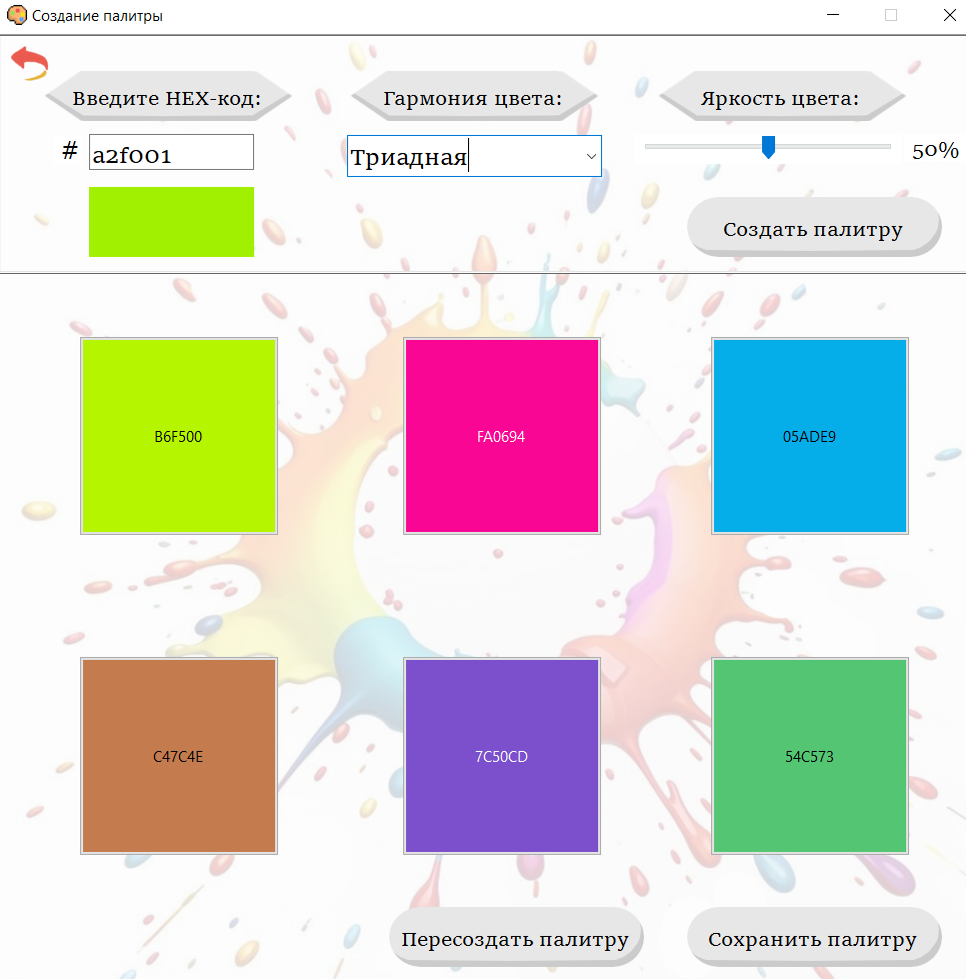 Создание палитры
Введите HEX-код:
Гармония цвета:
Яркость цвета:
# a2f001
Триадная
50%
Создать палитру
B6F500
FA0694
05ADE9
C47C4E
7C50CD
54C573
Пересоздать палитру
Сохранить палитру